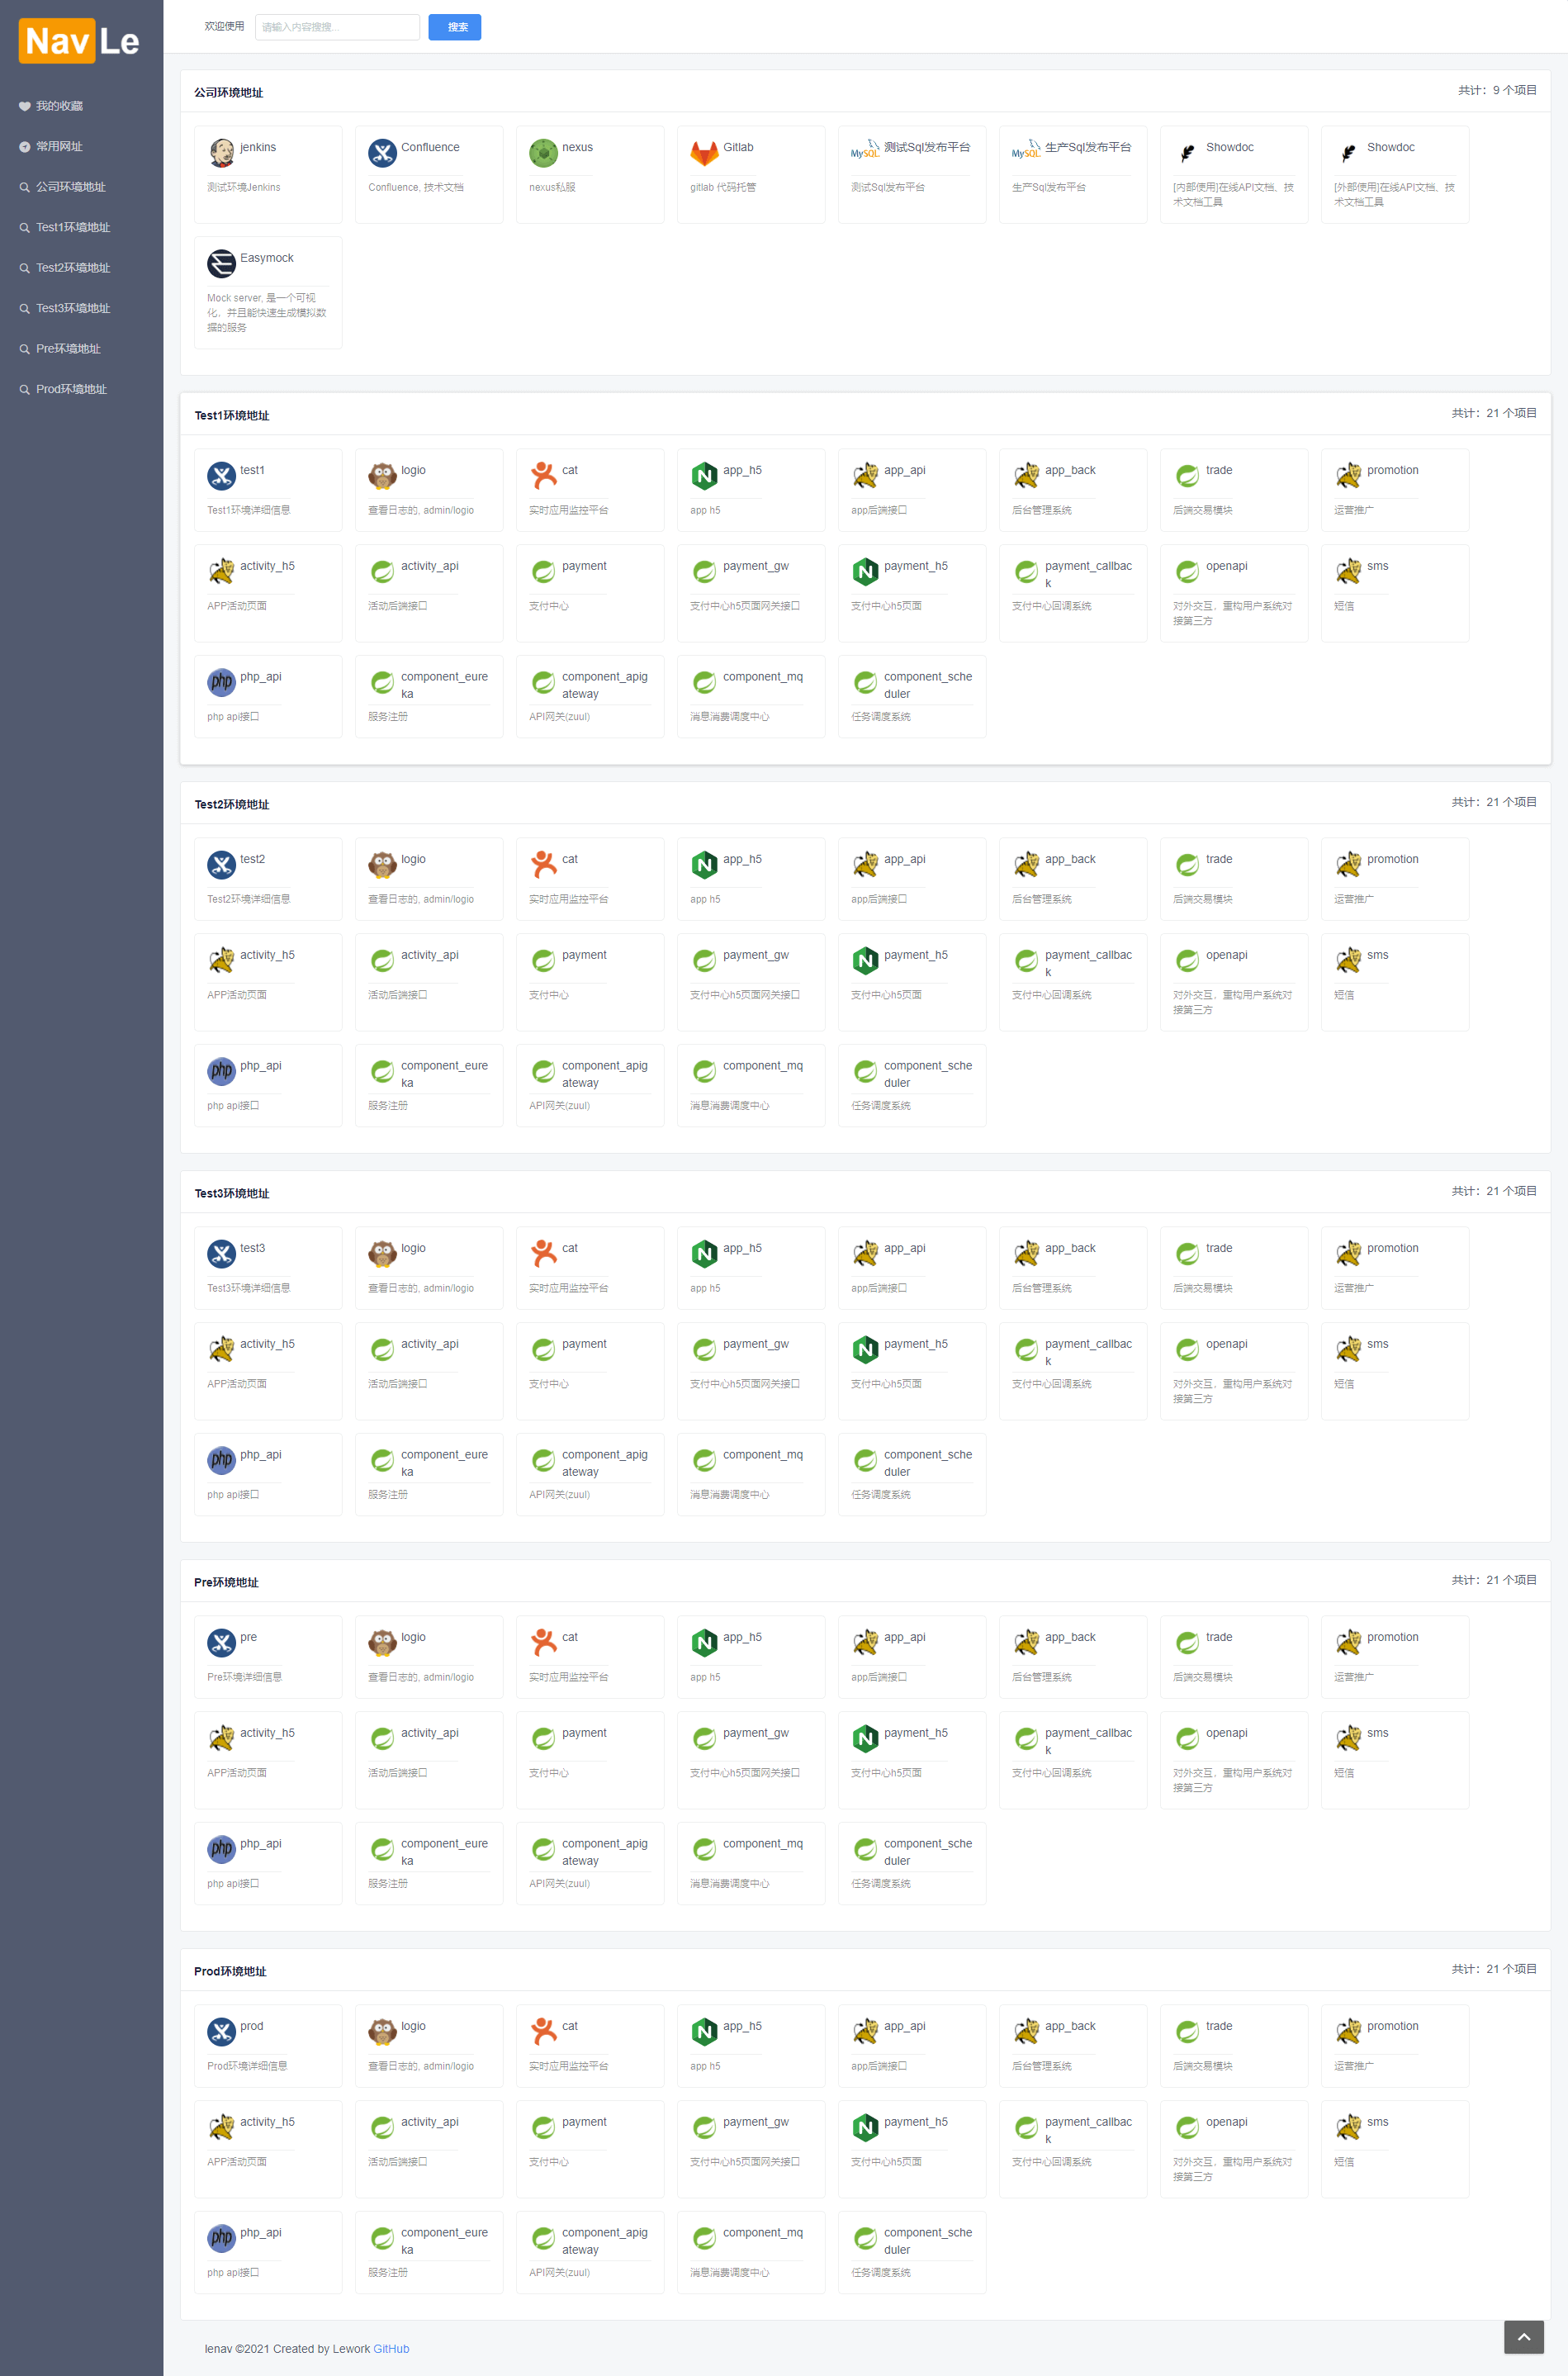 Nav Le
我的收藏
常用网址
公司环境地址
Test1环境地址
Test2环境地址
Test3环境地址
Pre环境地址
Prod环境地址
欢迎使用 请输入内容搜搜... 搜索
公司环境地址 共计：9 个项目
jenkins Confluence nexus Gitlab MySQL 测试Sql发布平台 MySQL 生产Sql发布平台 Showdoc Showdoc
测试环境Jenkins Confluence, 技术文档 nexus私服 gitlab 代码托管 测试Sql发布平台 生产Sql发布平台 [内部使用]在线API文档、技 [外部使用]在线API文档、技
术文档工具 术文档工具
Easymock
Mock server, 是一个可视
化，并且能快速生成模拟数
据的服务
Test1环境地址 共计：21 个项目
test1 logio cat app_h5 app_api app_back trade promotion
Test1环境详细信息 查看日志的, admin/logio 实时应用监控平台 app h5 app后端接口 后台管理系统 后端交易模块 运营推广
activity_h5 activity_api payment payment_gw payment_h5 payment_callbac openapi sms
k
APP活动页面 活动后端接口 支付中心 支付中心h5页面网关接口 支付中心h5页面 支付中心回调系统 对外交互，重构用户系统对 短信
接第三方
php php_api component_eure component_apig component_mq component_sche
ka ateway duler
php api接口 服务注册 API网关(zuul) 消息消费调度中心 任务调度系统
Test2环境地址 共计：21 个项目
test2 logio cat app_h5 app_api app_back trade promotion
Test2环境详细信息 查看日志的, admin/logio 实时应用监控平台 app h5 app后端接口 后台管理系统 后端交易模块 运营推广
activity_h5 activity_api payment payment_gw payment_h5 payment_callbac openapi sms
k
APP活动页面 活动后端接口 支付中心 支付中心h5页面网关接口 支付中心h5页面 支付中心回调系统 对外交互，重构用户系统对 短信
接第三方
php php_api component_eure component_apig component_mq component_sche
ka ateway duler
php api接口 服务注册 API网关(zuul) 消息消费调度中心 任务调度系统
Test3环境地址 共计：21 个项目
test3 logio cat app_h5 app_api app_back trade promotion
Test3环境详细信息 查看日志的, admin/logio 实时应用监控平台 app h5 app后端接口 后台管理系统 后端交易模块 运营推广
activity_h5 activity_api payment payment_gw payment_h5 payment_callbac openapi sms
k
APP活动页面 活动后端接口 支付中心 支付中心h5页面网关接口 支付中心h5页面 支付中心回调系统 对外交互，重构用户系统对 短信
接第三方
php php_api component_eure component_apig component_mq component_sche
ka ateway duler
php api接口 服务注册 API网关(zuul) 消息消费调度中心 任务调度系统
Pre环境地址 共计：21 个项目
pre logio cat app_h5 app_api app_back trade promotion
Pre环境详细信息 查看日志的, admin/logio 实时应用监控平台 app h5 app后端接口 后台管理系统 后端交易模块 运营推广
activity_h5 activity_api payment payment_gw payment_h5 payment_callbac openapi sms
k
APP活动页面 活动后端接口 支付中心 支付中心h5页面网关接口 支付中心h5页面 支付中心回调系统 对外交互，重构用户系统对 短信
接第三方
php php_api component_eure component_apig component_mq component_sche
ka ateway duler
php api接口 服务注册 API网关(zuul) 消息消费调度中心 任务调度系统
Prod环境地址 共计：21 个项目
prod logio cat app_h5 app_api app_back trade promotion
Prod环境详细信息 查看日志的, admin/logio 实时应用监控平台 app h5 app后端接口 后台管理系统 后端交易模块 运营推广
activity_h5 activity_api payment payment_gw payment_h5 payment_callbac openapi sms
k
APP活动页面 活动后端接口 支付中心 支付中心h5页面网关接口 支付中心h5页面 支付中心回调系统 对外交互，重构用户系统对 短信
接第三方
php php_api component_eure component_apig component_mq component_sche
ka ateway duler
php api接口 服务注册 API网关(zuul) 消息消费调度中心 任务调度系统
lenav ©2021 Created by Lework GitHub